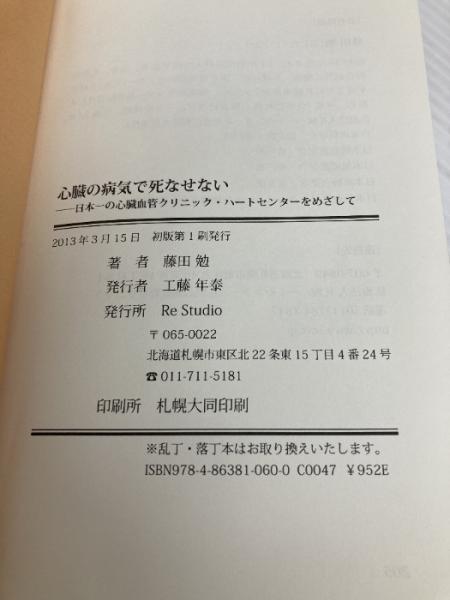 心臓の病気で死なせない
──日本一の心臓血管クリニック・ハートセンターをめざして
2013年3月15日　初版第1刷発行
著　者　藤田 勉
発行者　工藤 年泰
発行所　Re Studio
〒065-0022
北海道札幌市東区北22条東15丁目4番24号
☎011-711-5181
印刷所　札幌大同印刷
※乱丁・落丁本はお取り換えいたします。
ISBN978-4-86381-060-0 C0047 ￥952E